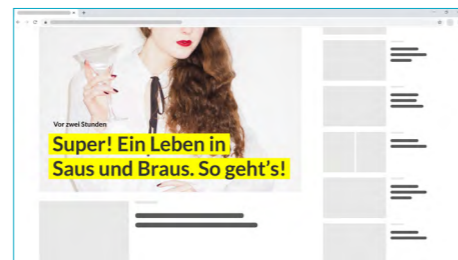 Vor zwei Stunden
Super! Ein Leben in
Saus und Braus. So geht's!